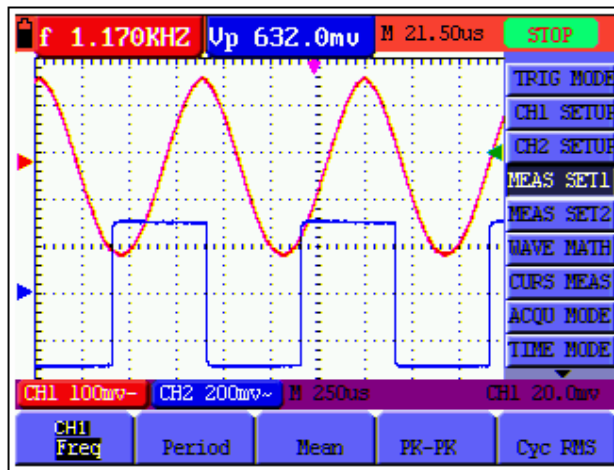 f 1.170KHZ Vp 632.0mv M 21.50us STOP
TRIG MODE
CH1 SETUP
CH2 SETUP
MEAS SET1
MEAS SET2
WAVE MATH
CURS MEAS
ACQU MODE
TIME MODE
CH1 100mv- CH2 200mv~ M 250us CH1 20.0mv
CH1
Freq Period Mean PK-PK Cyc RMS